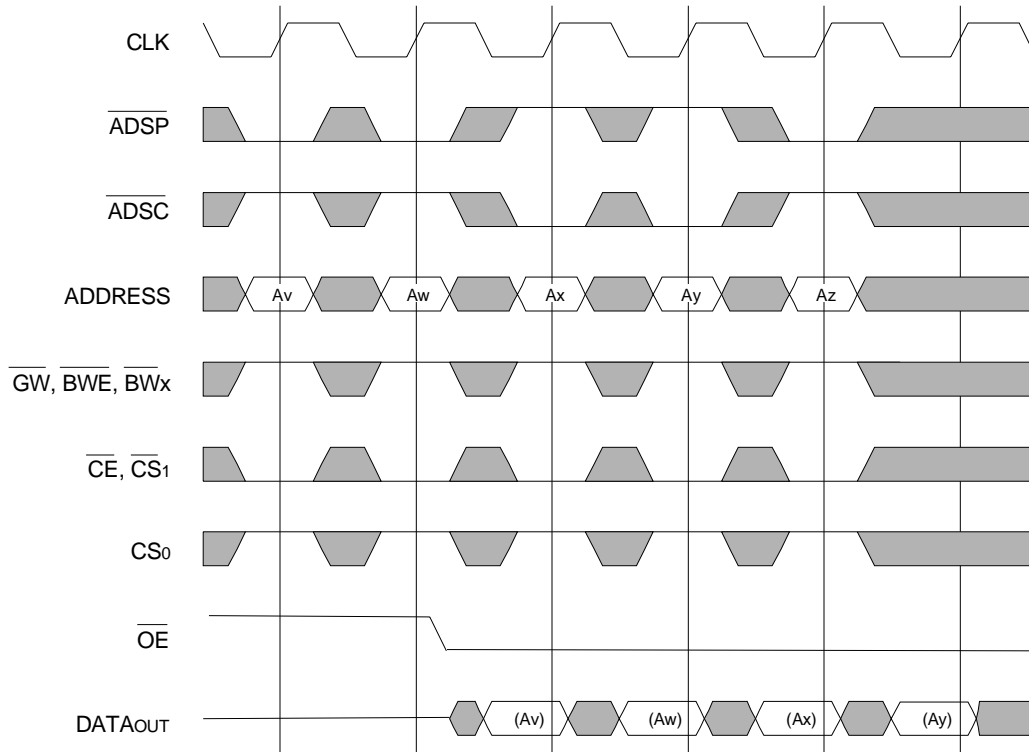 CLK
ADSP
ADSC
ADDRESS
Av Aw Ax Ay Az
GW, BWE, BWx
CE, CS1
CS0
OE
DATAOUT
(Av) (Aw) (Ax) (Ay)